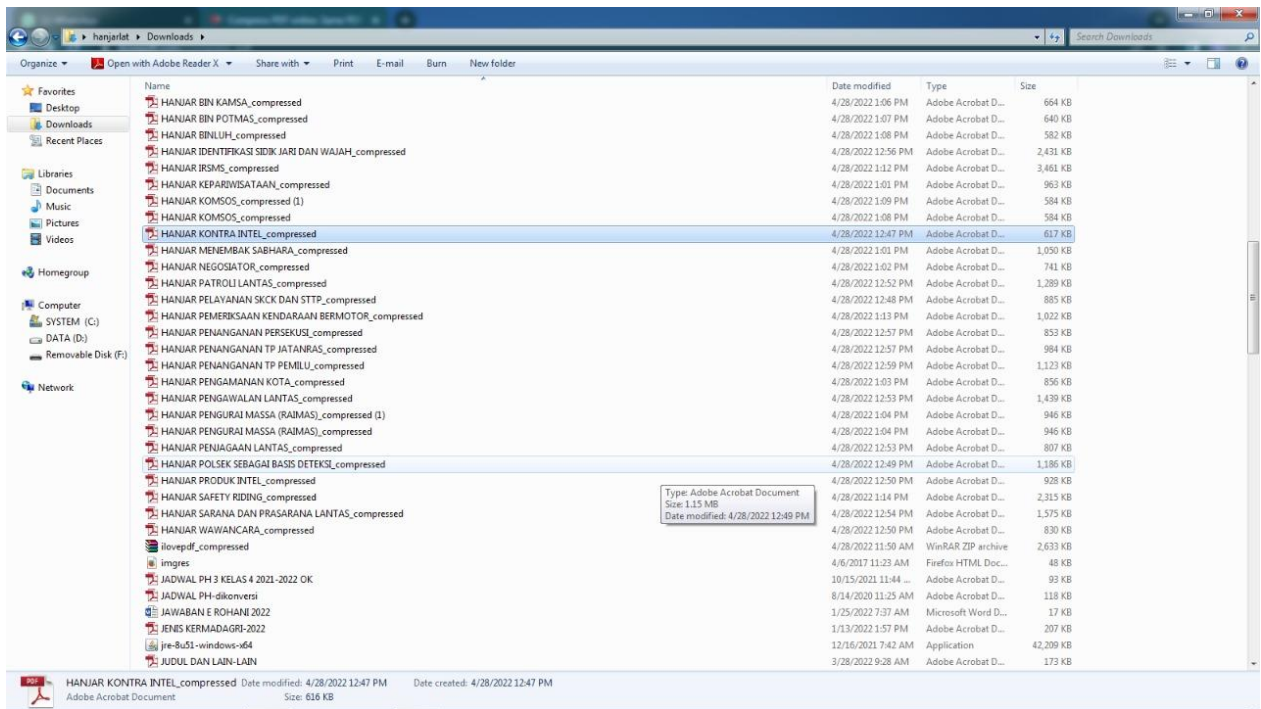 hanjarlat ▸ Downloads ▸
Search Downloads
Organize ▾ Open with Adobe Reader X ▾ Share with ▾ Print E-mail Burn New folder
Favorites
Desktop
Downloads
Recent Places
Libraries
Documents
Music
Pictures
Videos
Homegroup
Computer
SYSTEM (C:)
DATA (D:)
Removable Disk (F:)
Network
Name Date modified Type Size
HANJAR BIN KAMSA_compressed 4/28/2022 1:06 PM Adobe Acrobat D... 664 KB
HANJAR BIN POTMAS_compressed 4/28/2022 1:07 PM Adobe Acrobat D... 640 KB
HANJAR BINLUH_compressed 4/28/2022 1:08 PM Adobe Acrobat D... 582 KB
HANJAR IDENTIFIKASI SIDIK JARI DAN WAJAH_compressed 4/28/2022 12:56 PM Adobe Acrobat D... 2,431 KB
HANJAR IRSMS_compressed 4/28/2022 1:12 PM Adobe Acrobat D... 3,461 KB
HANJAR KEPARIWISATAAN_compressed 4/28/2022 1:01 PM Adobe Acrobat D... 963 KB
HANJAR KOMSOS_compressed (1) 4/28/2022 1:09 PM Adobe Acrobat D... 584 KB
HANJAR KOMSOS_compressed 4/28/2022 1:08 PM Adobe Acrobat D... 584 KB
HANJAR KONTRA INTEL_compressed 4/28/2022 12:47 PM Adobe Acrobat D... 617 KB
HANJAR MENEMBAK SABHARA_compressed 4/28/2022 1:01 PM Adobe Acrobat D... 1,050 KB
HANJAR NEGOSIATOR_compressed 4/28/2022 1:02 PM Adobe Acrobat D... 741 KB
HANJAR PATROLI LANTAS_compressed 4/28/2022 12:52 PM Adobe Acrobat D... 1,289 KB
HANJAR PELAYANAN SKCK DAN STTP_compressed 4/28/2022 12:48 PM Adobe Acrobat D... 885 KB
HANJAR PEMERIKSAAN KENDARAAN BERMOTOR_compressed 4/28/2022 1:13 PM Adobe Acrobat D... 1,022 KB
HANJAR PENANGANAN PERSEKUSI_compressed 4/28/2022 12:57 PM Adobe Acrobat D... 853 KB
HANJAR PENANGANAN TP JATANRAS_compressed 4/28/2022 12:57 PM Adobe Acrobat D... 984 KB
HANJAR PENANGANAN TP PEMILU_compressed 4/28/2022 12:59 PM Adobe Acrobat D... 1,123 KB
HANJAR PENGAMANAN KOTA_compressed 4/28/2022 1:03 PM Adobe Acrobat D... 856 KB
HANJAR PENGAWALAN LANTAS_compressed 4/28/2022 12:53 PM Adobe Acrobat D... 1,439 KB
HANJAR PENGURAI MASSA (RAIMAS)_compressed (1) 4/28/2022 1:04 PM Adobe Acrobat D... 946 KB
HANJAR PENGURAI MASSA (RAIMAS)_compressed 4/28/2022 1:04 PM Adobe Acrobat D... 946 KB
HANJAR PENJAGAAN LANTAS_compressed 4/28/2022 12:53 PM Adobe Acrobat D... 807 KB
HANJAR POLSEK SEBAGAI BASIS DETEKSI_compressed 4/28/2022 12:49 PM Adobe Acrobat D... 1,186 KB
HANJAR PRODUK INTEL_compressed 4/28/2022 12:50 PM Adobe Acrobat D... 928 KB
HANJAR SAFETY RIDING_compressed 4/28/2022 1:14 PM Adobe Acrobat D... 2,315 KB
HANJAR SARANA DAN PRASARANA LANTAS_compressed 4/28/2022 12:54 PM Adobe Acrobat D... 1,575 KB
HANJAR WAWANCARA_compressed 4/28/2022 12:50 PM Adobe Acrobat D... 830 KB
ilovepdf_compressed 4/28/2022 11:50 AM WinRAR ZIP archive 2,633 KB
imgres 4/6/2017 11:23 AM Firefox HTML Doc... 48 KB
JADWAL PH 3 KELAS 4 2021-2022 OK 10/15/2021 11:44 ... Adobe Acrobat D... 93 KB
JADWAL PH-dikonversi 8/14/2020 11:25 AM Adobe Acrobat D... 118 KB
JAWABAN E ROHANI 2022 1/25/2022 7:37 AM Microsoft Word D... 17 KB
JENIS KERMADAGRI-2022 1/13/2022 1:57 PM Adobe Acrobat D... 207 KB
jre-8u51-windows-x64 12/16/2021 7:42 AM Application 42,209 KB
JUDUL DAN LAIN-LAIN 3/28/2022 9:28 AM Adobe Acrobat D... 173 KB
Type: Adobe Acrobat Document
Size: 1.15 MB
Date modified: 4/28/2022 12:49 PM
HANJAR KONTRA INTEL_compressed Date modified: 4/28/2022 12:47 PM Date created: 4/28/2022 12:47 PM
Adobe Acrobat Document Size: 616 KB